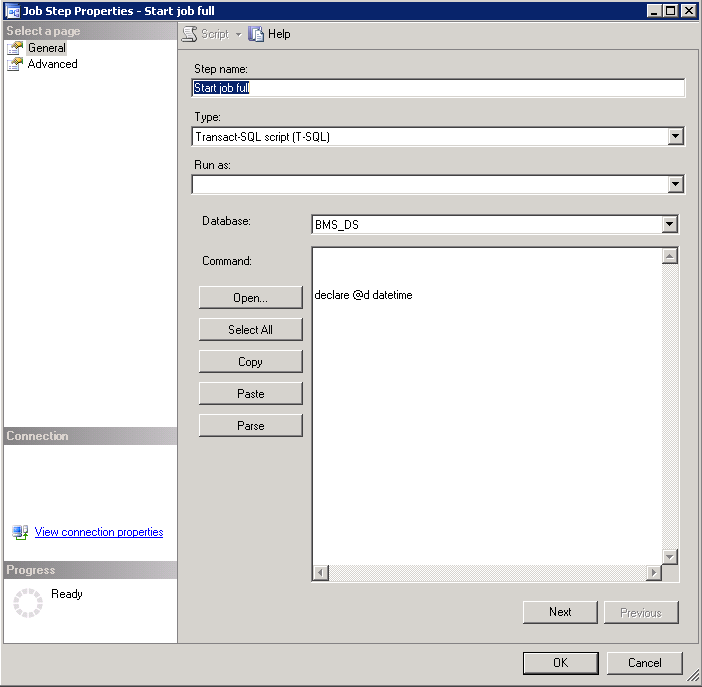 Job Step Properties - Start job full
Select a page
General
Advanced
Script
Help
Step name:
Start job full
Type:
Transact-SQL script (T-SQL)
Run as:
Database:
BMS_DS
Command:
declare @d datetime
Open...
Select All
Copy
Paste
Parse
Connection
View connection properties
Progress
Ready
Next
Previous
OK
Cancel